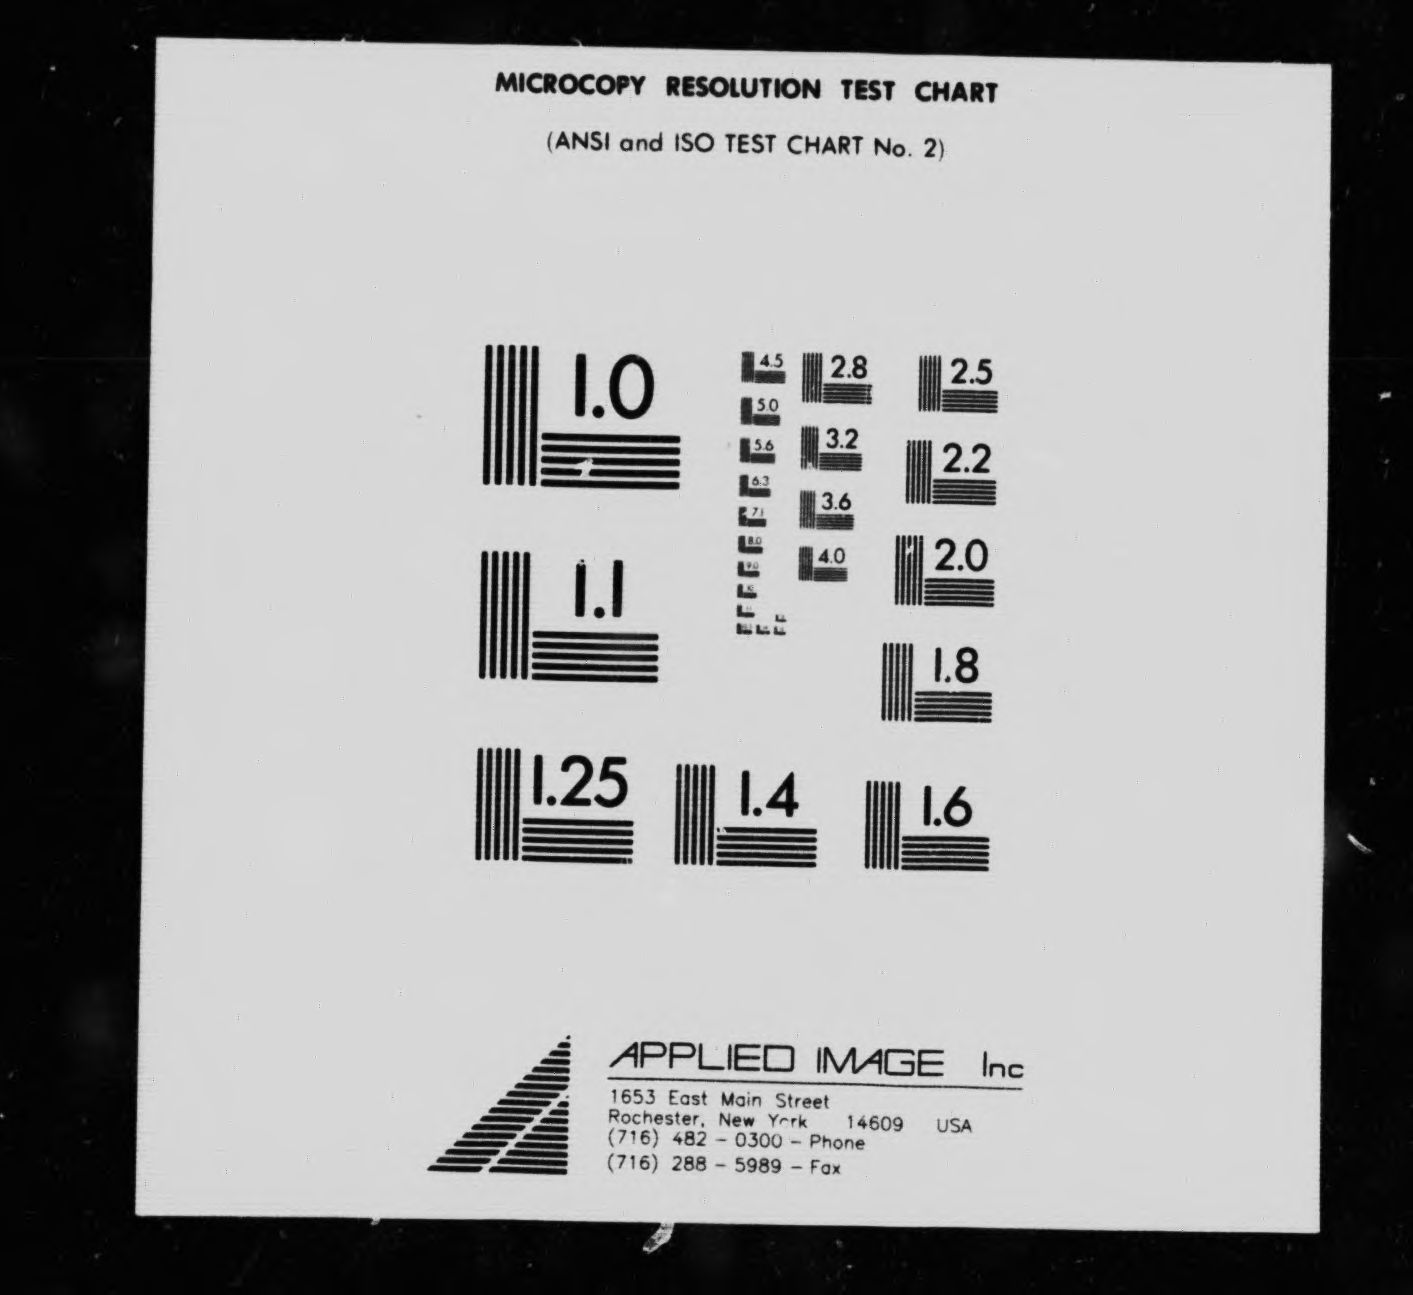 MICROCOPY RESOLUTION TEST CHART
(ANSI and ISO TEST CHART No. 2)
1.0
1.1
1.25
1.4
1.6
1.8
2.0
2.2
2.5
2.8
3.2
3.6
4.0
4.5
5.0
5.6
6.3
7.1
8.0
9.0
APPLIED IMAGE Inc
1653 East Main Street
Rochester, New York 14609 USA
(716) 482 - 0300 - Phone
(716) 288 - 5989 - Fax